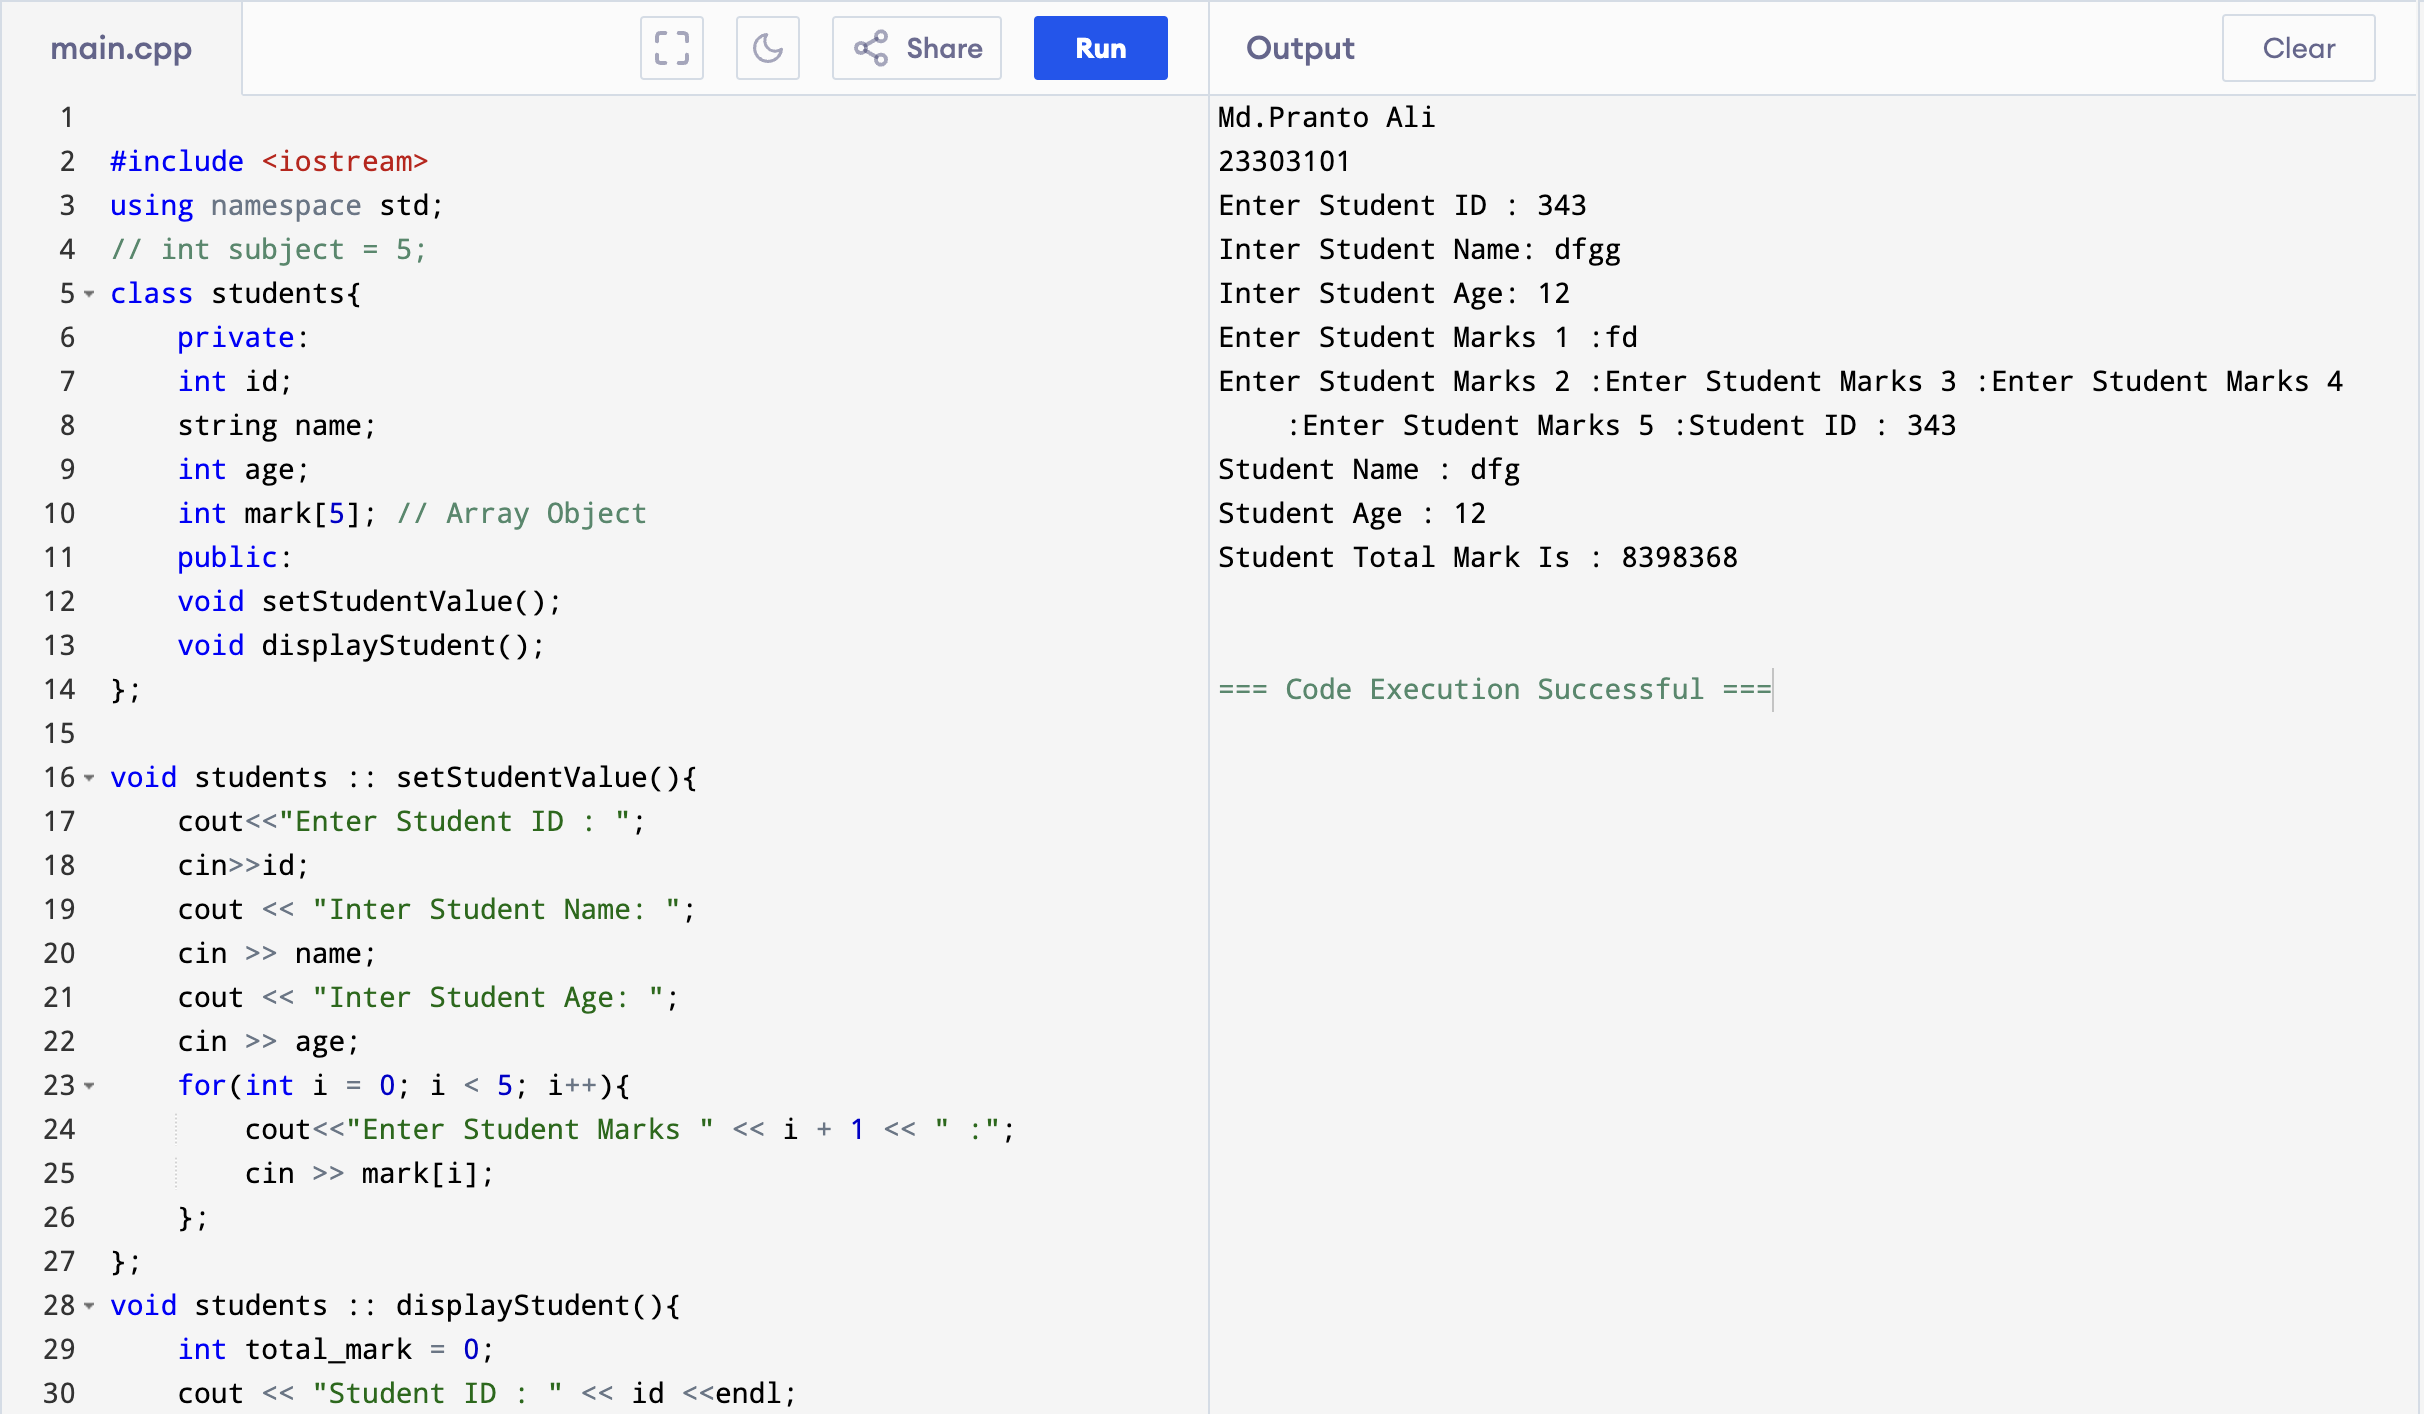 main.cpp
Share
Run
Output
Clear
1
2 #include <iostream>
3 using namespace std;
4 // int subject = 5;
5 class students{
6     private:
7     int id;
8     string name;
9     int age;
10     int mark[5]; // Array Object
11     public:
12     void setStudentValue();
13     void displayStudent();
14 };
15
16 void students :: setStudentValue(){
17     cout<<"Enter Student ID : ";
18     cin>>id;
19     cout << "Inter Student Name: ";
20     cin >> name;
21     cout << "Inter Student Age: ";
22     cin >> age;
23     for(int i = 0; i < 5; i++){
24         cout<<"Enter Student Marks " << i + 1 << " :";
25         cin >> mark[i];
26     };
27 };
28 void students :: displayStudent(){
29     int total_mark = 0;
30     cout << "Student ID : " << id <<endl;
Md.Pranto Ali
23303101
Enter Student ID : 343
Inter Student Name: dfgg
Inter Student Age: 12
Enter Student Marks 1 :fd
Enter Student Marks 2 :Enter Student Marks 3 :Enter Student Marks 4
:Enter Student Marks 5 :Student ID : 343
Student Name : dfg
Student Age : 12
Student Total Mark Is : 8398368
=== Code Execution Successful ===